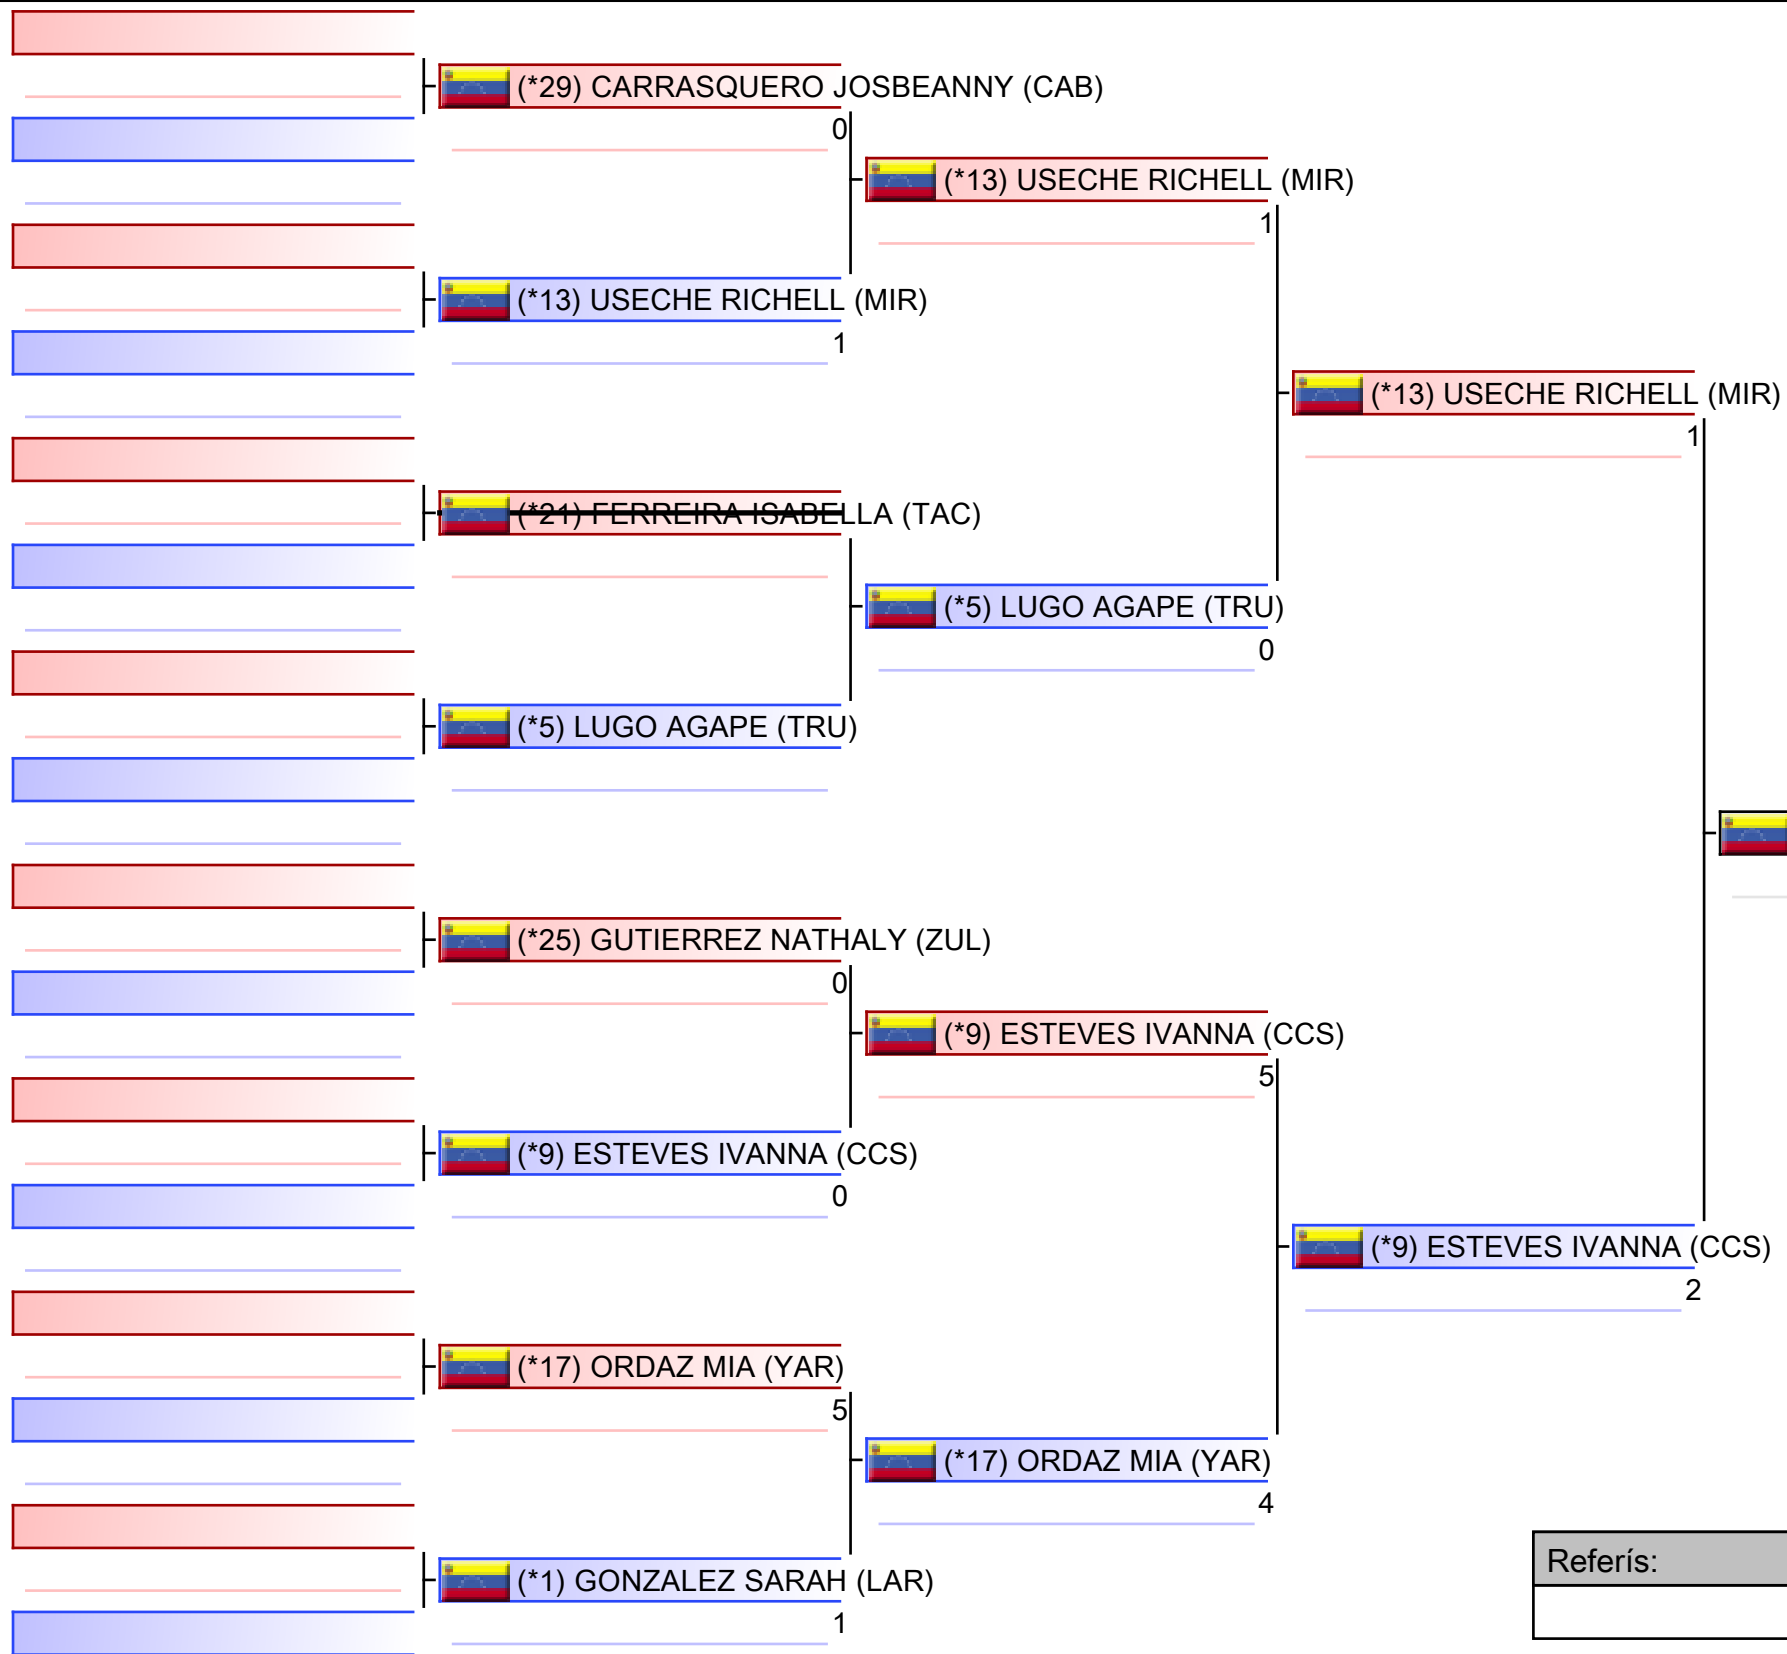 (*29) CARRASQUERO JOSBEANNY (CAB)
0
(*13) USECHE RICHELL (MIR)
1
(*13) USECHE RICHELL (MIR)
1
(*13) USECHE RICHELL (MIR)
1
(*21) FERREIRA ISABELLA (TAC)
(*5) LUGO AGAPE (TRU)
0
(*5) LUGO AGAPE (TRU)
(*25) GUTIERREZ NATHALY (ZUL)
0
(*9) ESTEVES IVANNA (CCS)
5
(*9) ESTEVES IVANNA (CCS)
0
(*9) ESTEVES IVANNA (CCS)
2
(*17) ORDAZ MIA (YAR)
5
(*17) ORDAZ MIA (YAR)
4
(*1) GONZALEZ SARAH (LAR)
1
Referís: